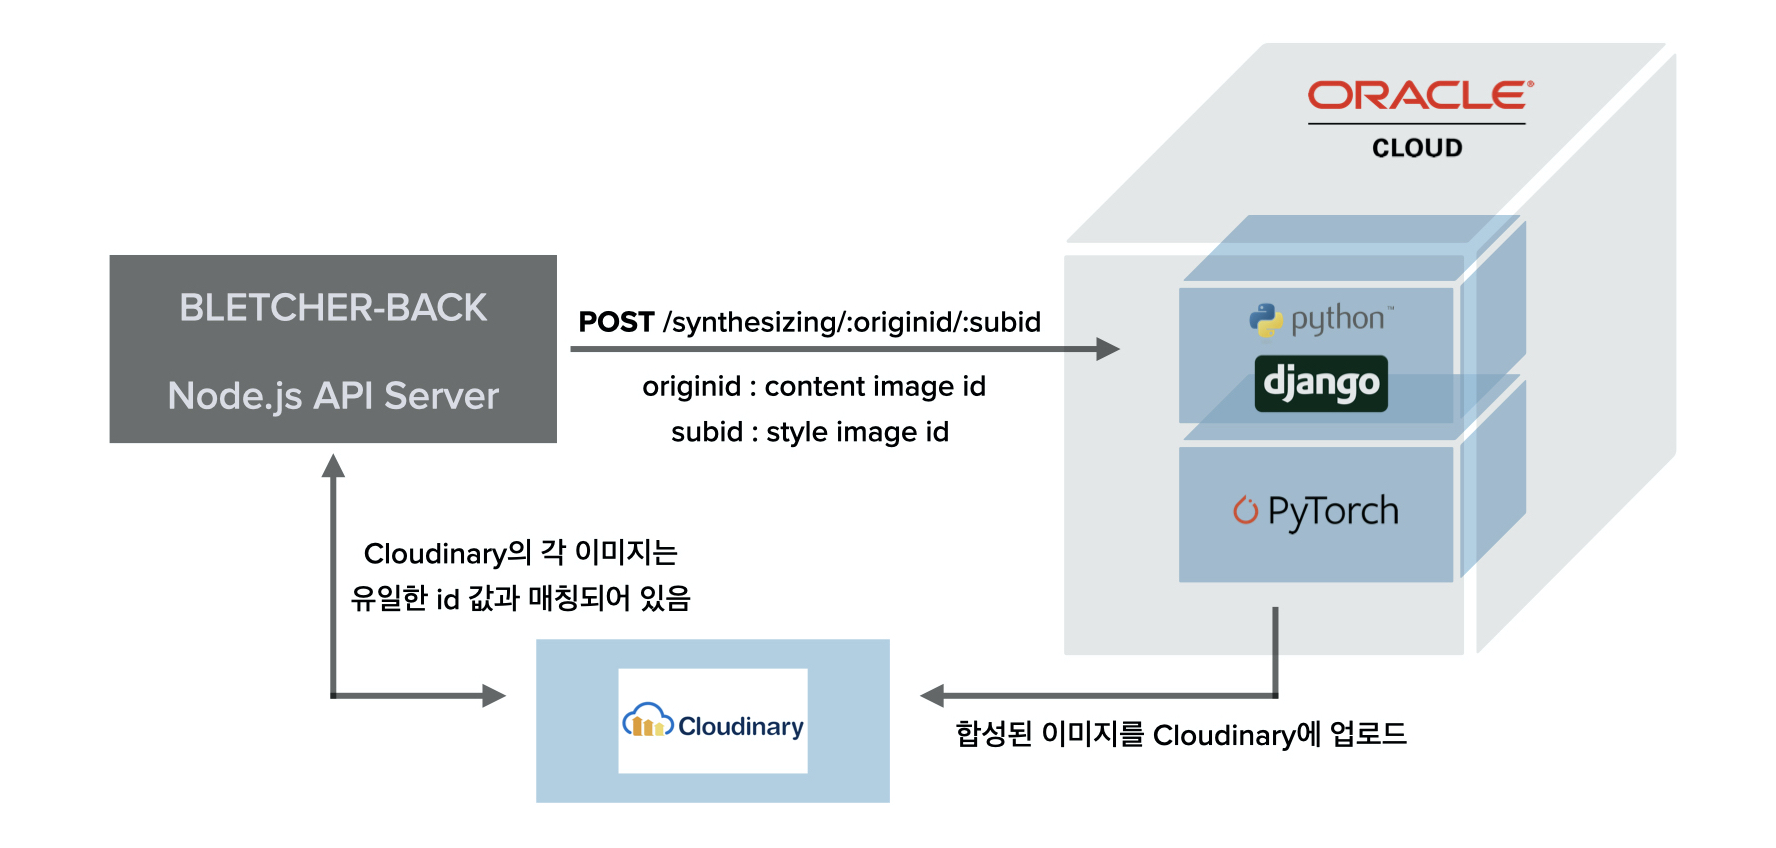 ORACLE®
CLOUD
BLETCHER-BACK
Node.js API Server
POST /synthesizing/:originid/:subid
originid : content image id
subid : style image id
python™
django
PyTorch
Cloudinary의 각 이미지는
유일한 id 값과 매칭되어 있음
Cloudinary
합성된 이미지를 Cloudinary에 업로드